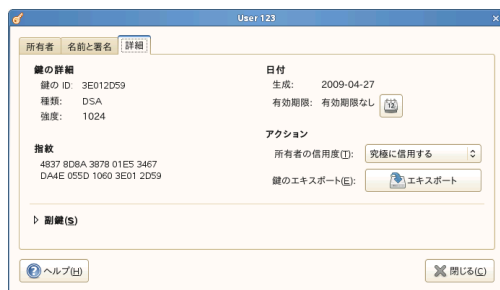 User 123
所有者 名前と署名 詳細
鍵の詳細
鍵の ID: 3E012D59
種類: DSA
強度: 1024
指紋
4837 8D8A 3878 01E5 3467
DA4E 055D 1060 3E01 2D59
日付
生成: 2009-04-27
有効期限: 有効期限なし
12
アクション
所有者の信用度(T): 究極に信用する
鍵のエキスポート(E): エキスポート
副鍵(S)
ヘルプ(H)
閉じる(C)